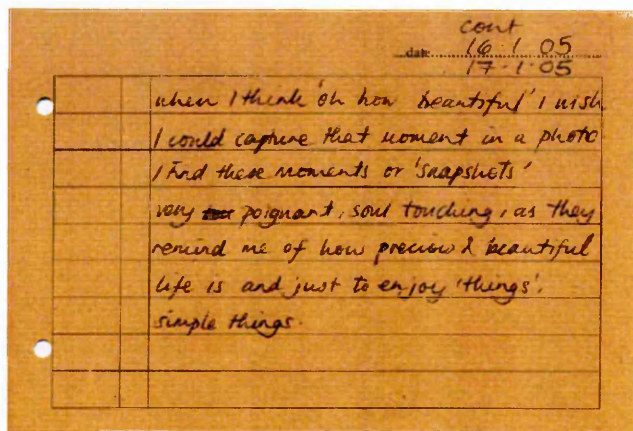 cont
date 16.1.05
17-1-05
when I think 'oh how beautiful' I wish
I could capture that moment in a photo
I find these moments or 'snapshots'
very poignant, soul touching, as they
remind me of how precious & beautiful
life is and just to enjoy 'things'.
simple things.